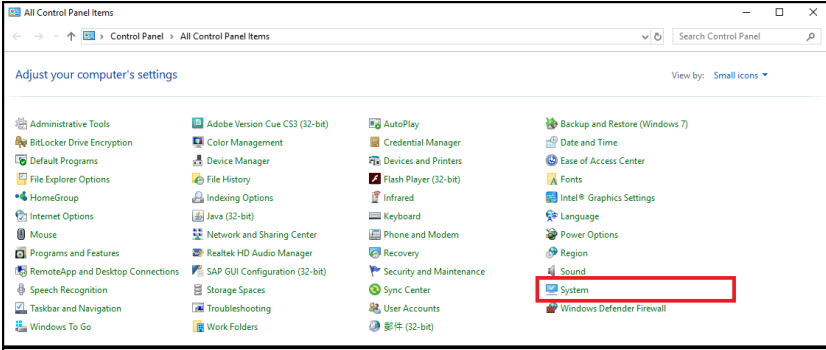 All Control Panel Items
Control Panel > All Control Panel Items
Search Control Panel
Adjust your computer's settings
View by: Small icons
Administrative Tools
Adobe Version Cue CS3 (32-bit)
AutoPlay
Backup and Restore (Windows 7)
BitLocker Drive Encryption
Color Management
Credential Manager
Date and Time
Default Programs
Device Manager
Devices and Printers
Ease of Access Center
File Explorer Options
File History
Flash Player (32-bit)
Fonts
HomeGroup
Indexing Options
Infrared
Intel® Graphics Settings
Internet Options
Java (32-bit)
Keyboard
Language
Mouse
Network and Sharing Center
Phone and Modem
Power Options
Programs and Features
Realtek HD Audio Manager
Recovery
Region
RemoteApp and Desktop Connections
SAP GUI Configuration (32-bit)
Security and Maintenance
Sound
Speech Recognition
Storage Spaces
Sync Center
System
Taskbar and Navigation
Troubleshooting
User Accounts
Windows Defender Firewall
Windows To Go
Work Folders
郵件 (32-bit)